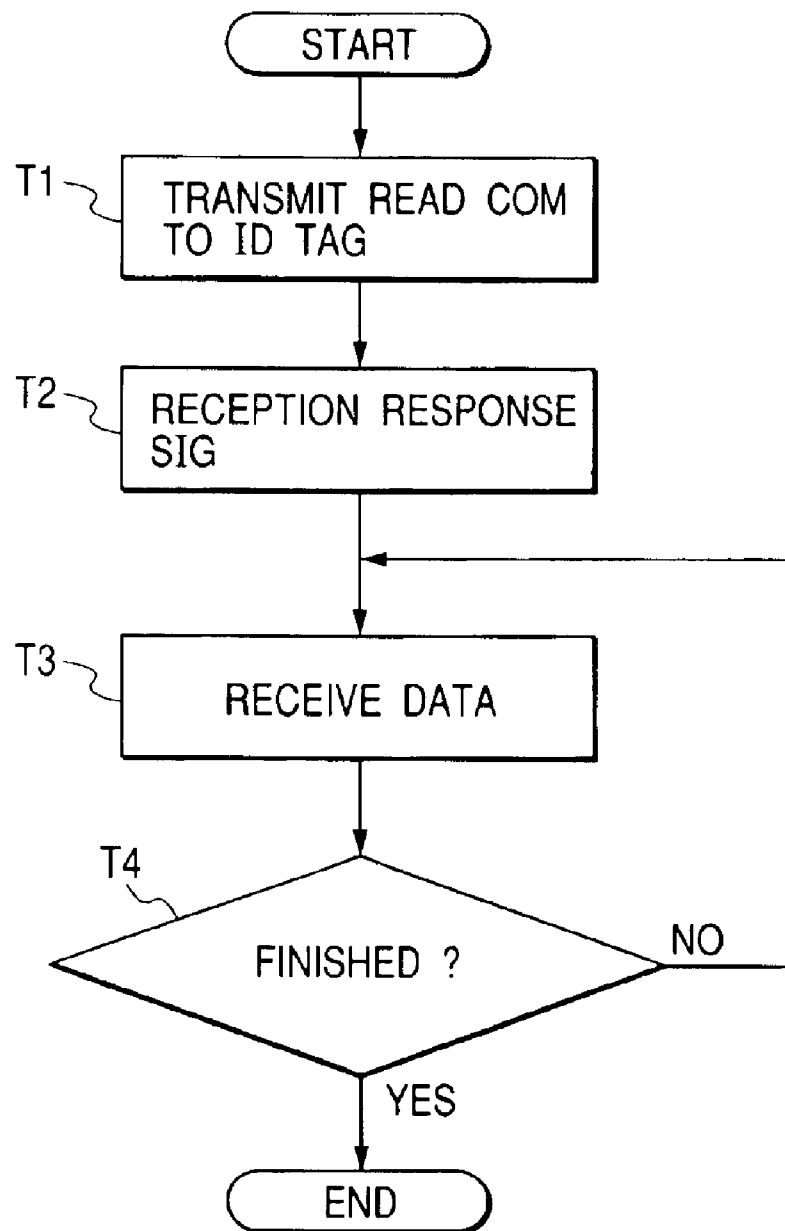 START
T1
TRANSMIT READ COM
TO ID TAG
T2
RECEPTION RESPONSE
SIG
T3
RECEIVE DATA
T4
FINISHED ?
NO
YES
END